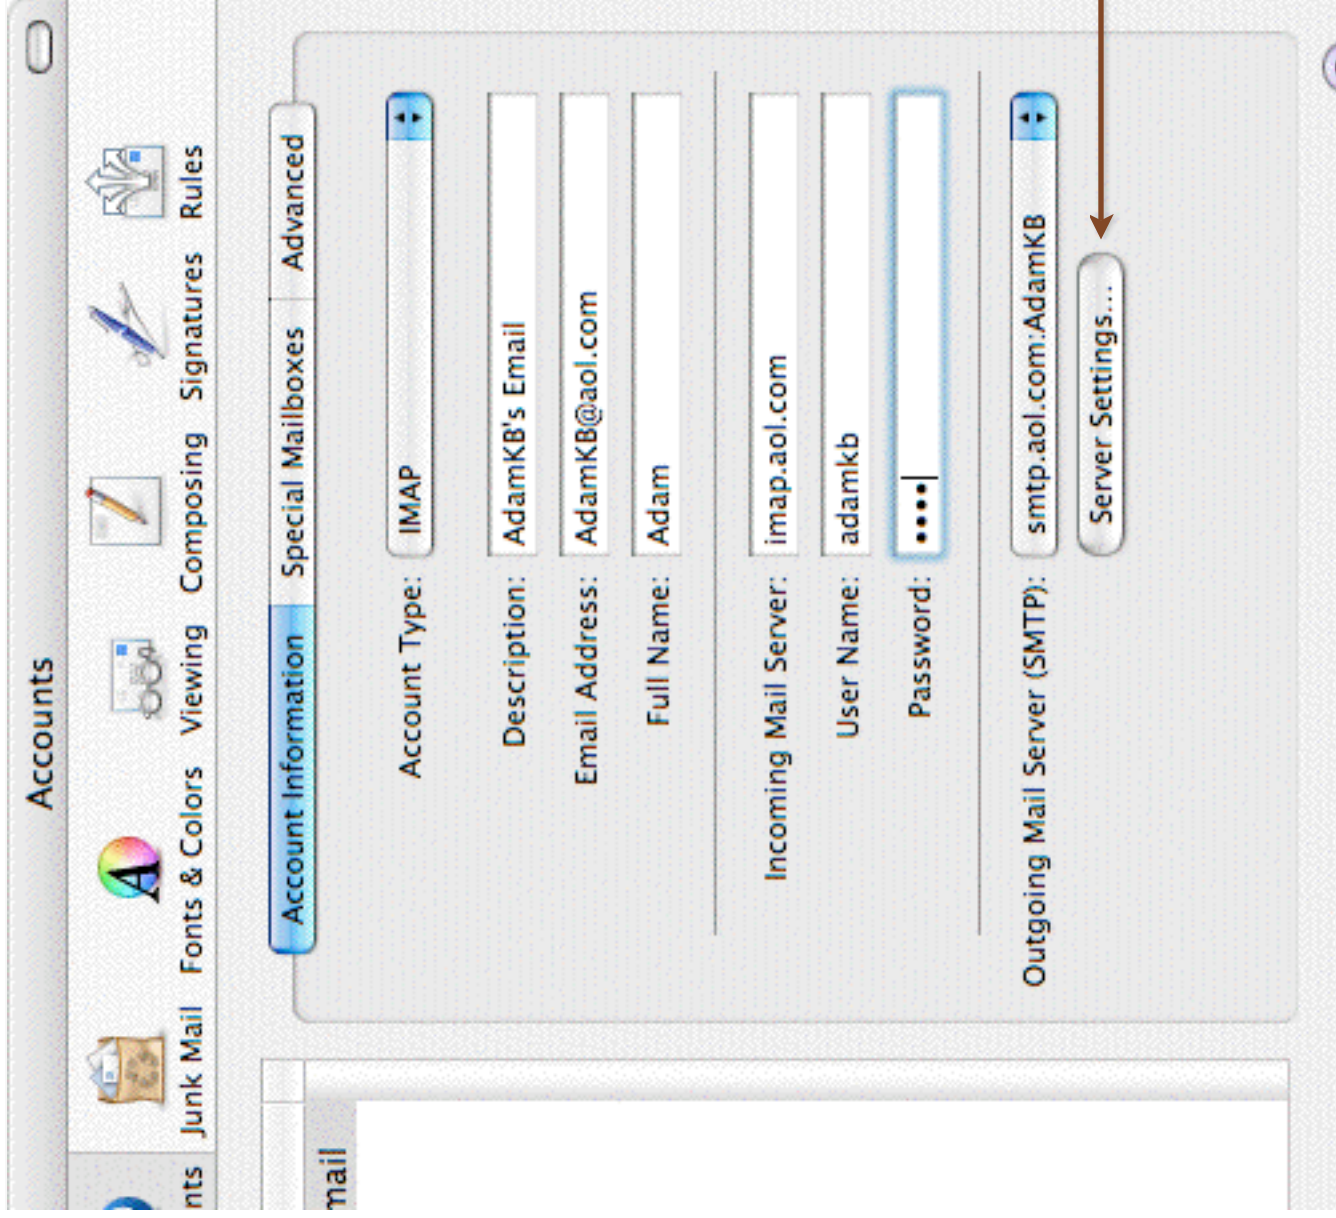 Accounts
nts
Junk Mail
Fonts & Colors
Viewing
Composing
Signatures
Rules
mail
Account Information
Special Mailboxes
Advanced
Account Type: IMAP
Description: AdamKB's Email
Email Address: AdamKB@aol.com
Full Name: Adam
Incoming Mail Server: imap.aol.com
User Name: adamkb
Password: ••••
Outgoing Mail Server (SMTP): smtp.aol.com:AdamKB
Server Settings...